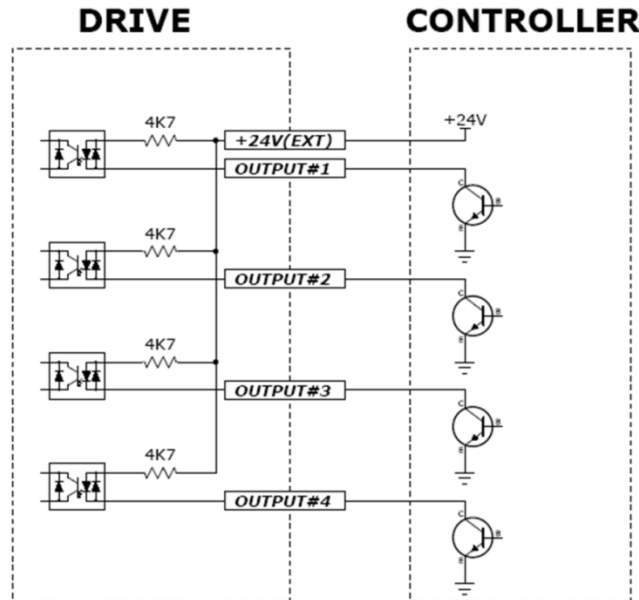 DRIVE CONTROLLER
4K7 +24V
+24V(EXT)
OUTPUT#1
C
B
E
4K7
OUTPUT#2
C
B
E
4K7
OUTPUT#3
C
B
E
4K7
OUTPUT#4
C
B
E